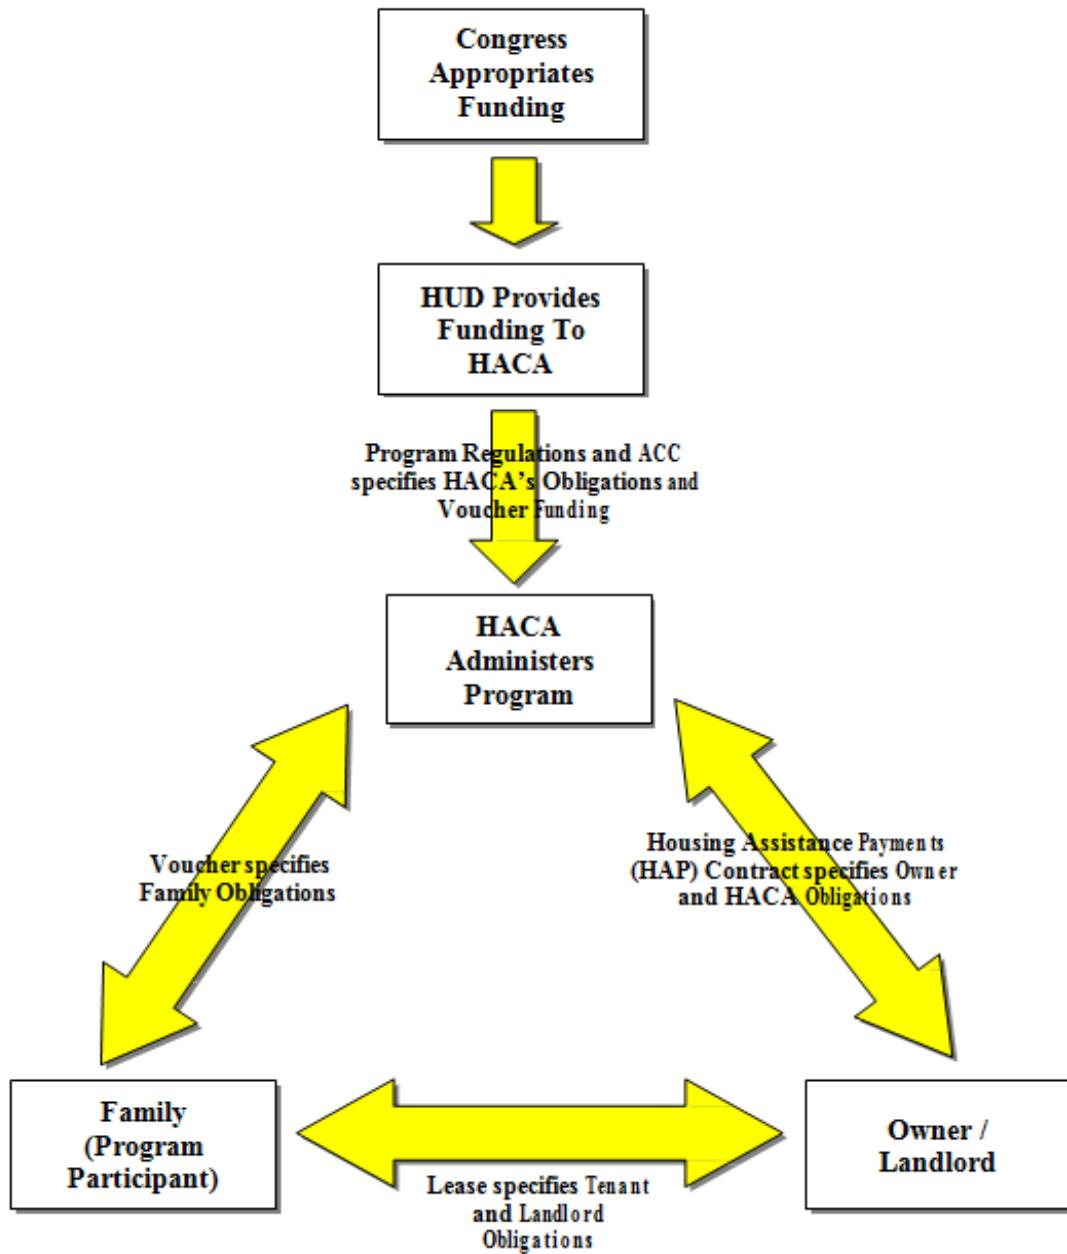 Congress
Appropriates
Funding
HUD Provides
Funding To
HACA
Program Regulations and ACC
specifies HACA's Obligations and
Voucher Funding
HACA
Administers
Program
Voucher specifies
Family Obligations
Housing Assistance Payments
(HAP) Contract specifies Owner
and HACA Obligations
Family
(Program
Participant)
Owner /
Landlord
Lease specifies Tenant
and Landlord
Obligations